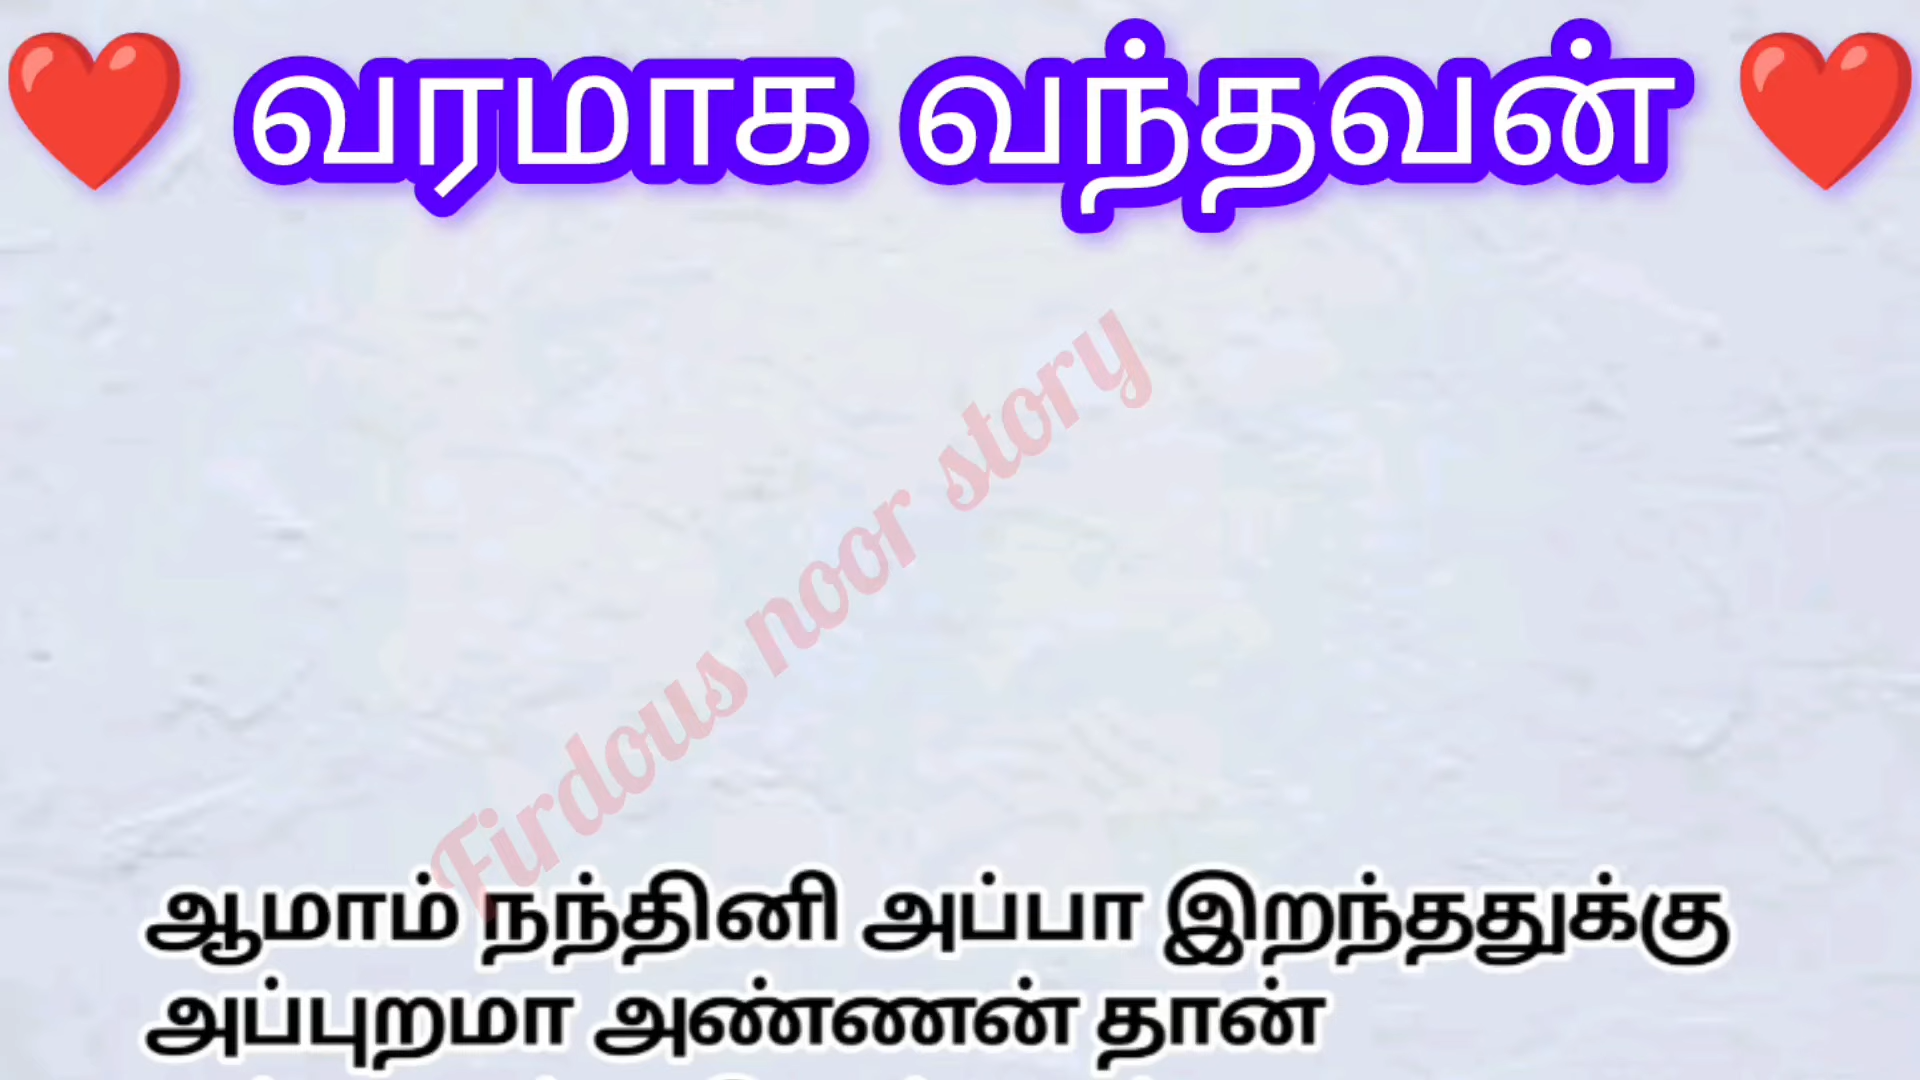 ❤️ வரமாக வந்தவன் ❤️
Firdous noor story
ஆமாம் நந்தினி அப்பா இறந்ததுக்கு
அப்புறமா அண்ணன் தான்